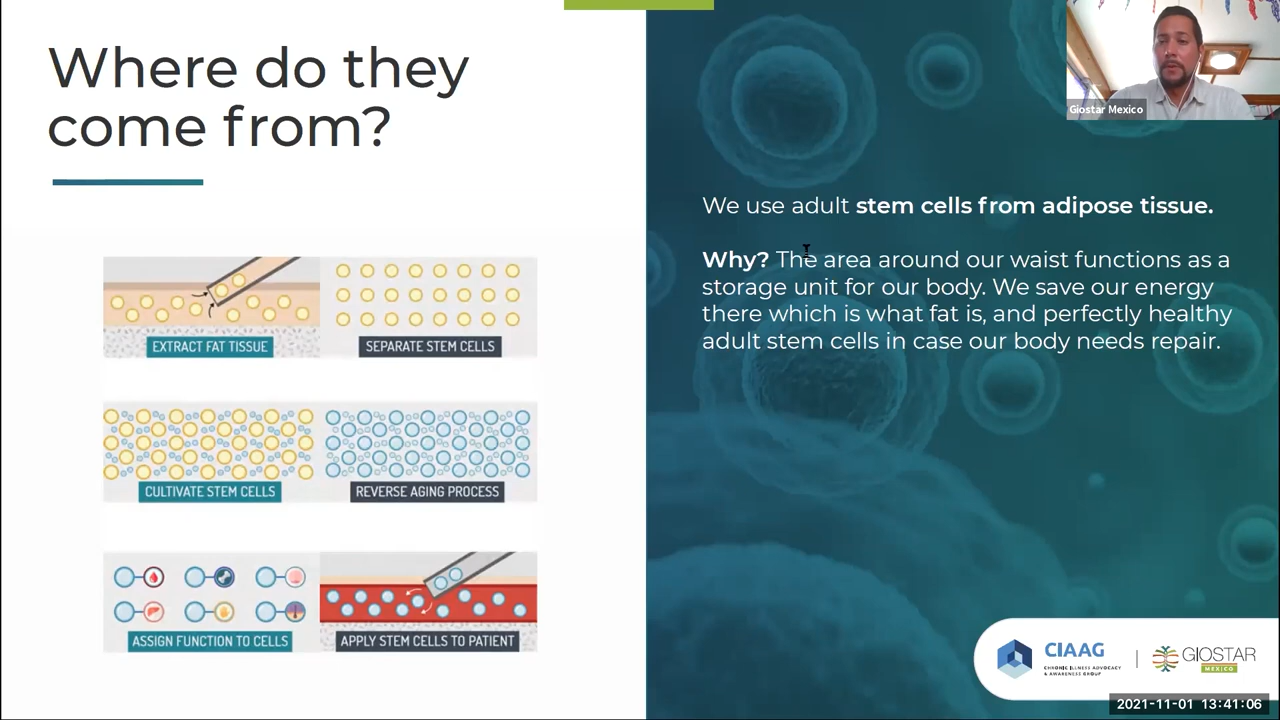 Where do they
come from?
EXTRACT FAT TISSUE
SEPARATE STEM CELLS
CULTIVATE STEM CELLS
REVERSE AGING PROCESS
ASSIGN FUNCTION TO CELLS
APPLY STEM CELLS TO PATIENT
Giostar Mexico
We use adult stem cells from adipose tissue.
Why? The area around our waist functions as a
storage unit for our body. We save our energy
there which is what fat is, and perfectly healthy
adult stem cells in case our body needs repair.
CIAAG
CHRONIC ILLNESS ADVOCACY
& AWARENESS GROUP
GIOSTAR
MEXICO
2021-11-01 13:41:06